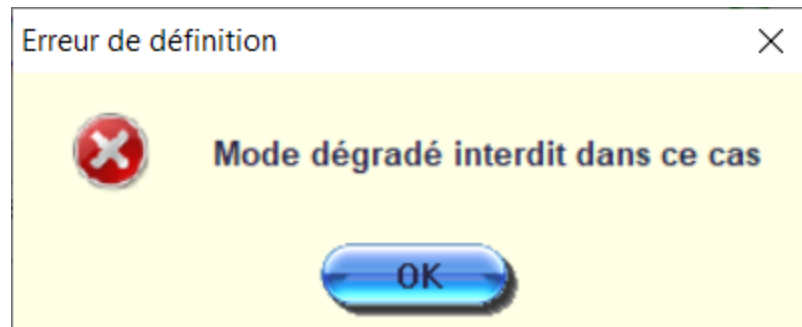 Erreur de définition
Mode dégradé interdit dans ce cas
OK